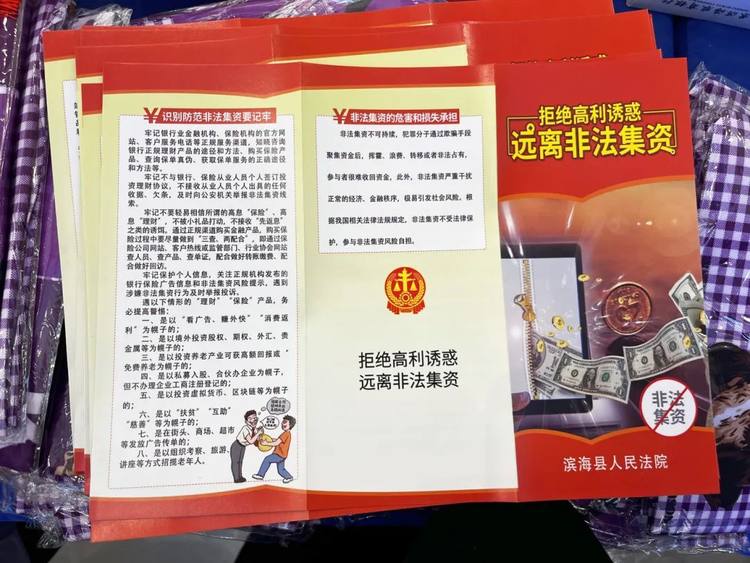 识别防范非法集资要记牢
牢记银行业金融机构、保险机构的官方网
站、客户服务电话等正规服务渠道，知晓咨询
银行正规理财产品的途径和方法、购买保险产
品、查询保单真伪、获取保单服务的正确途径
和方法等。
牢记不与银行、保险从业人员个人签订投
资理财协议，不接收从业人员个人出具的任何
收据、欠条，及时向公安机关举报非法集资线
索。
牢记不要轻易相信所谓的高息“保险”、高
息“理财”，不被小礼品打动，不接收“先返息”
之类的诱饵。通过正规渠道购买金融产品，购买保
险过程中要尽量做到“三查、两配合”，即通过保
险公司网站、客户热线或监管部门、行业协会网站
查人员、查产品、查单证，配合做好转账缴费、配
合做好回访。
牢记保护个人信息，关注正规机构发布的
银行保险广告信息和非法集资风险提示，遇到
涉嫌非法集资行为及时举报投诉。
遇以下情形的“理财”“保险”产品，务
必提高警惕：
一、是以“看广告、赚外快”“消费返
利”为幌子的；
二、是以境外投资股权、期权、外汇、贵
金属等为幌子的；
三、是以投资养老产业可获高额回报或“
免费养老”为幌子的；
四、是以私募入股、合伙办企业为幌子，
但不办理企业工商注册登记的；
五、是以投资虚拟货币、区块链等为幌子
的；
六、是以“扶贫”“互助”
“慈善”等为幌子的；
七、是在街头、商场、超市
等发放广告传单的；
八、是以组织考察、旅游、
讲座等方式招揽老年人。
非法集资的危害和损失承担
非法集资不可持续，犯罪分子通过欺骗手段
聚集资金后，挥霍、浪费、转移或者非法占有，
参与者很难收回资金。此外，非法集资严重干扰
正常的经济、金融秩序，极易引发社会风险。根
据我国相关法律法规规定，非法集资不受法律保
护，参与非法集资风险自担。
拒绝高利诱惑
远离非法集资
拒绝高利诱惑
远离非法集资
非法
集资
滨海县人民法院